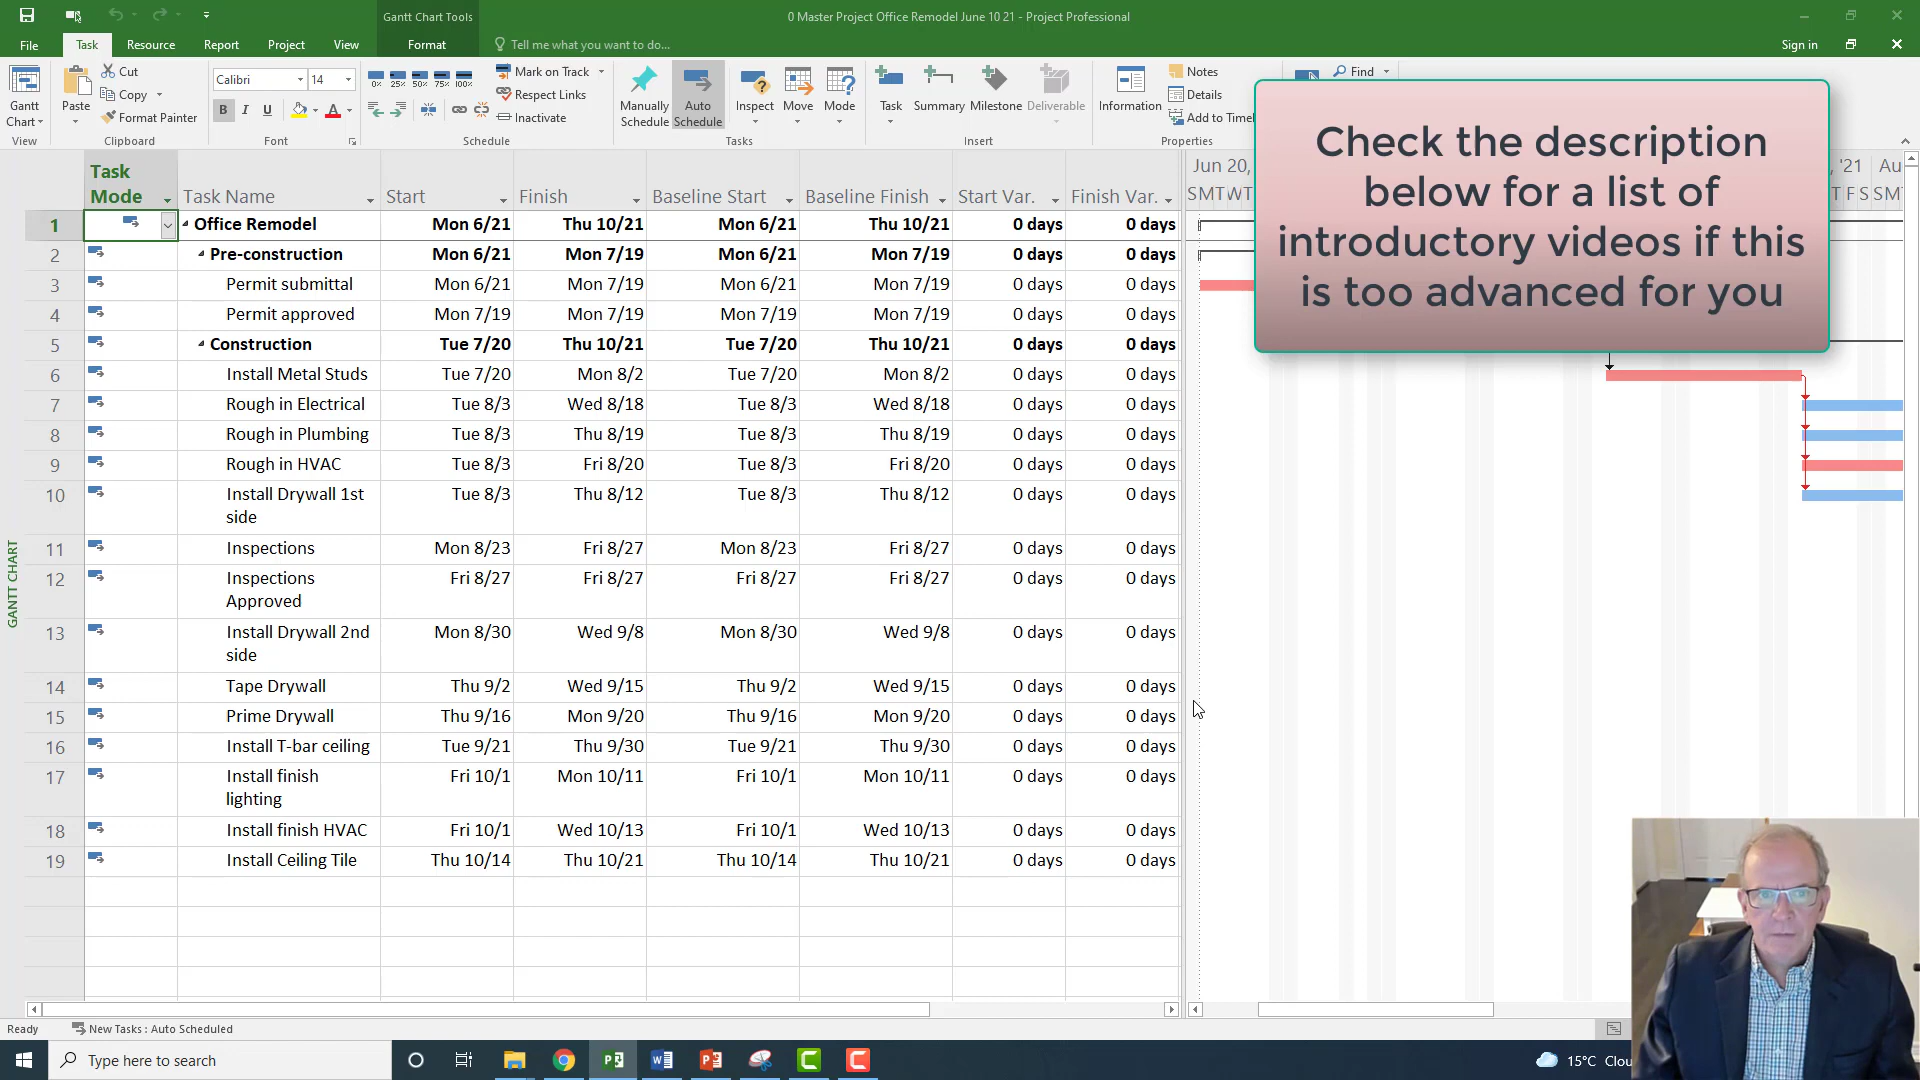 Gantt Chart Tools
0 Master Project Office Remodel June 10 21 - Project Professional
File Task Resource Report Project View Format Tell me what you want to do... Sign in
Cut
Copy
Format Painter
Gantt Chart
Paste
Calibri 14
B I U
0% 25% 50% 75% 100%
Mark on Track
Respect Links
Inactivate
Manually Schedule
Auto Schedule
Inspect Move Mode
Task Summary Milestone Deliverable
Information
Notes
Details
Add to Timel
Find
View Clipboard Font Schedule Tasks Insert Properties
Check the description
below for a list of
introductory videos if this
is too advanced for you
Task Mode Task Name Start Finish Baseline Start Baseline Finish Start Var. Finish Var.
Jun 20, '21 Au
S M T W T F S S M
1 Office Remodel Mon 6/21 Thu 10/21 Mon 6/21 Thu 10/21 0 days 0 days
2 Pre-construction Mon 6/21 Mon 7/19 Mon 6/21 Mon 7/19 0 days 0 days
3 Permit submittal Mon 6/21 Mon 7/19 Mon 6/21 Mon 7/19 0 days 0 days
4 Permit approved Mon 7/19 Mon 7/19 Mon 7/19 Mon 7/19 0 days 0 days
5 Construction Tue 7/20 Thu 10/21 Tue 7/20 Thu 10/21 0 days 0 days
6 Install Metal Studs Tue 7/20 Mon 8/2 Tue 7/20 Mon 8/2 0 days 0 days
7 Rough in Electrical Tue 8/3 Wed 8/18 Tue 8/3 Wed 8/18 0 days 0 days
8 Rough in Plumbing Tue 8/3 Thu 8/19 Tue 8/3 Thu 8/19 0 days 0 days
9 Rough in HVAC Tue 8/3 Fri 8/20 Tue 8/3 Fri 8/20 0 days 0 days
10 Install Drywall 1st side Tue 8/3 Thu 8/12 Tue 8/3 Thu 8/12 0 days 0 days
11 Inspections Mon 8/23 Fri 8/27 Mon 8/23 Fri 8/27 0 days 0 days
12 Inspections Approved Fri 8/27 Fri 8/27 Fri 8/27 Fri 8/27 0 days 0 days
13 Install Drywall 2nd side Mon 8/30 Wed 9/8 Mon 8/30 Wed 9/8 0 days 0 days
14 Tape Drywall Thu 9/2 Wed 9/15 Thu 9/2 Wed 9/15 0 days 0 days
15 Prime Drywall Thu 9/16 Mon 9/20 Thu 9/16 Mon 9/20 0 days 0 days
16 Install T-bar ceiling Tue 9/21 Thu 9/30 Tue 9/21 Thu 9/30 0 days 0 days
17 Install finish lighting Fri 10/1 Mon 10/11 Fri 10/1 Mon 10/11 0 days 0 days
18 Install finish HVAC Fri 10/1 Wed 10/13 Fri 10/1 Wed 10/13 0 days 0 days
19 Install Ceiling Tile Thu 10/14 Thu 10/21 Thu 10/14 Thu 10/21 0 days 0 days
GANTT CHART
Ready New Tasks : Auto Scheduled
Type here to search
15°C Clou